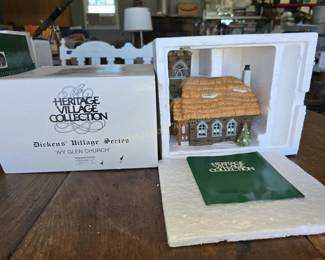 HERITAGE
VILLAGE
COLLECTION
Dickens' Village Series
"IVY GLEN CHURCH"
HERITAGE
VILLAGE
COLLECTION